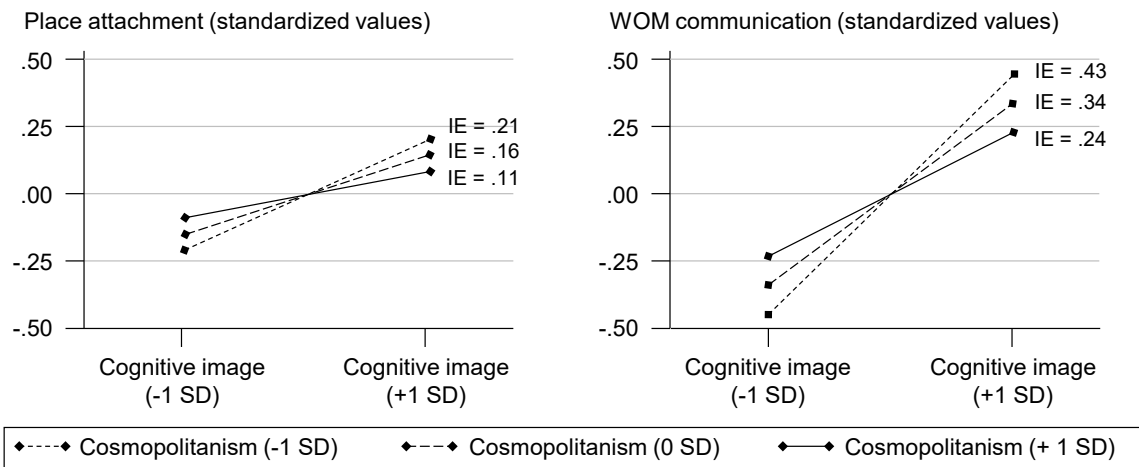 Place attachment (standardized values)
.50
.25
.00
-.25
-.50
IE = .21
IE = .16
IE = .11
Cognitive image
(-1 SD)
Cognitive image
(+1 SD)
WOM communication (standardized values)
.50
.25
.00
-.25
-.50
IE = .43
IE = .34
IE = .24
Cognitive image
(-1 SD)
Cognitive image
(+1 SD)
Cosmopolitanism (-1 SD)
Cosmopolitanism (0 SD)
Cosmopolitanism (+ 1 SD)